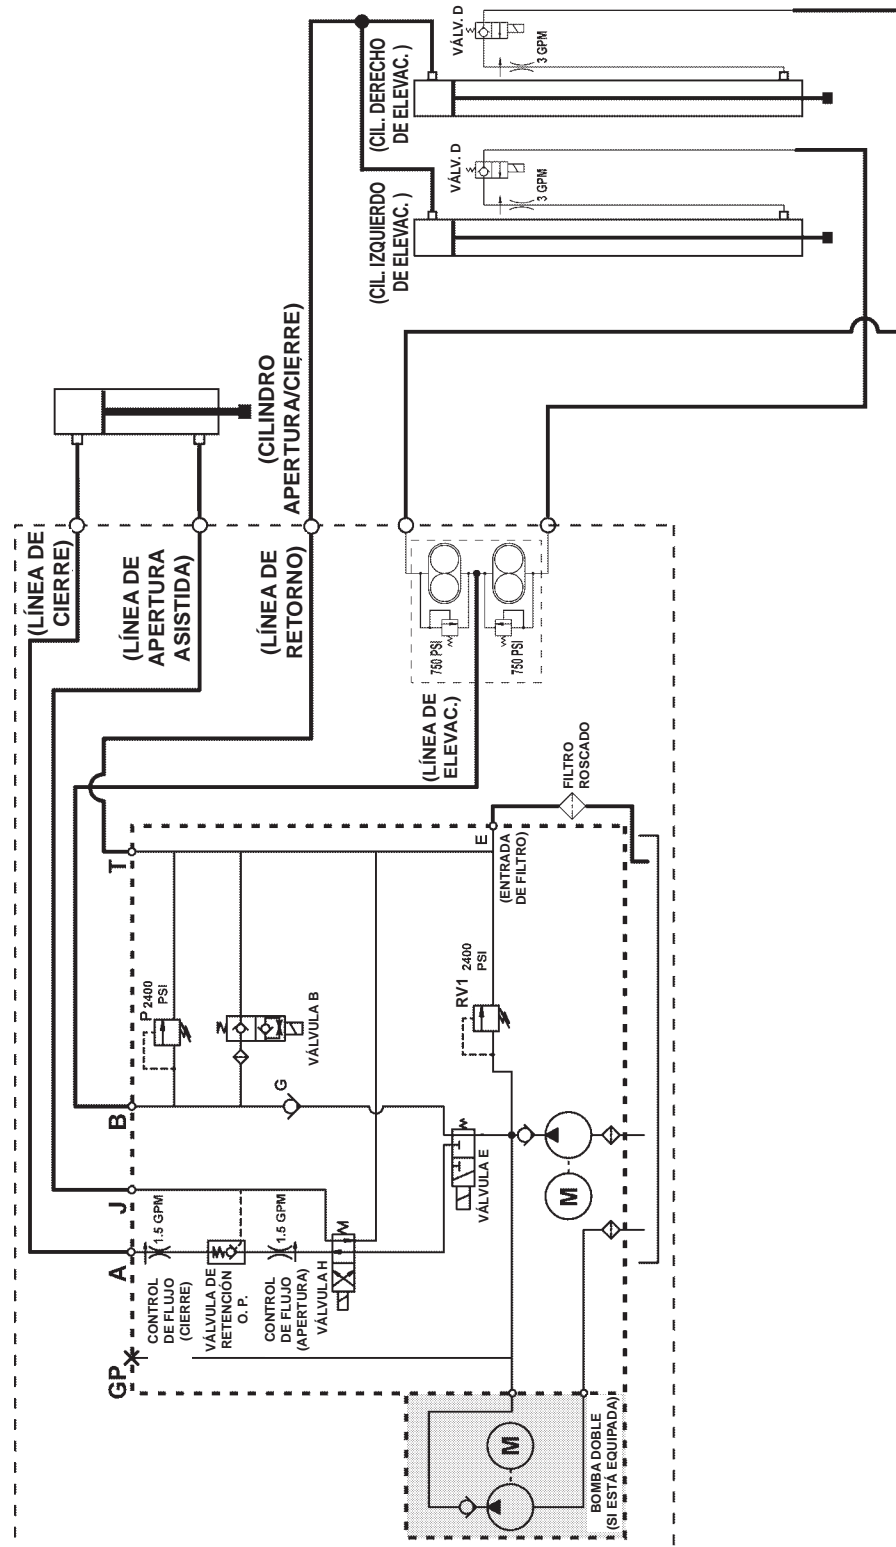 VÁLV. D
3 GPM
(CIL. DERECHO
DE ELEVAC. )
VÁLV. D
3 GPM
(CIL. IZQUIERDO
DE ELEVAC. )
(CILINDRO
APERTURA/CIERRE)
(LÍNEA DE
CIERRE)
(LÍNEA DE
APERTURA
ASISTIDA)
(LÍNEA DE
RETORNO)
750 PSI
750 PSI
(LÍNEA DE
ELEVAC.)
FILTRO
ROSCADO
T
E
(ENTRADA
DE FILTRO)
P 2400
PSI
RV1 2400
PSI
VÁLVULA B
B
G
VÁLVULA E
J
A
1.5 GPM
1.5 GPM
CONTROL
DE FLUJO
(CIERRE)
VÁLVULA DE
RETENCIÓN
O. P.
CONTROL
DE FLUJO
(APERTURA)
VÁLVULA H
M
GP
M
BOMBA DOBLE
(SI ESTÁ EQUIPADA)